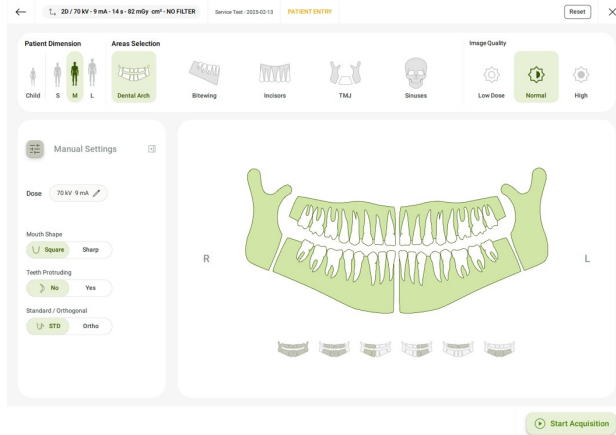 2D / 70 kV - 9 mA - 14 s - 82 mGy · cm² - NO FILTER
Service Test - 2025-02-13
PATIENT ENTRY
Reset
Patient Dimension
Areas Selection
Image Quality
Child
S
M
L
Dental Arch
Bitewing
Incisors
TMJ
Sinuses
Low Dose
Normal
High
Manual Settings
Dose
70 kV 9 mA
Mouth Shape
Square
Sharp
Teeth Protruding
No
Yes
Standard / Orthogonal
STD
Ortho
R
L
Start Acquisition